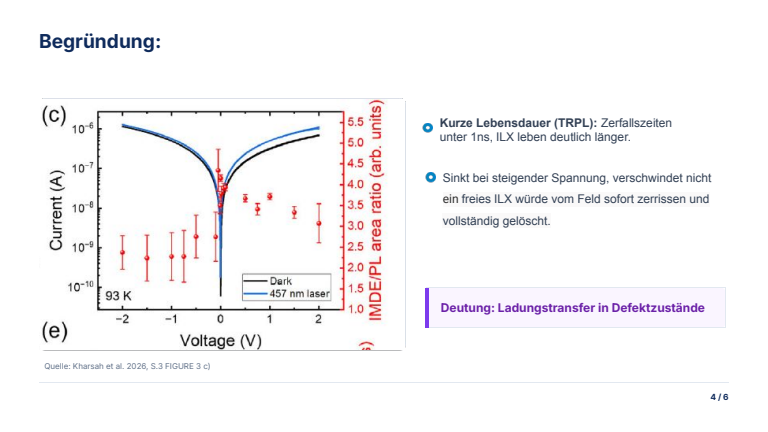 Begründung:
(c)
10⁻⁶
10⁻⁷
10⁻⁸
10⁻⁹
10⁻¹⁰
Current (A)
93 K
Dark
457 nm laser
−2
−1
0
1
2
Voltage (V)
5.5
5.0
4.5
4.0
3.5
3.0
2.5
2.0
1.5
1.0
IMDE/PL area ratio (arb. units)
(e)
s)
Kurze Lebensdauer (TRPL): Zerfallszeiten
unter 1ns, ILX leben deutlich länger.
Sinkt bei steigender Spannung, verschwindet nicht
ein freies ILX würde vom Feld sofort zerrissen und
vollständig gelöscht.
Deutung: Ladungstransfer in Defektzustände
Quelle: Kharsah et al. 2026, S.3 FIGURE 3 c)
4 / 6